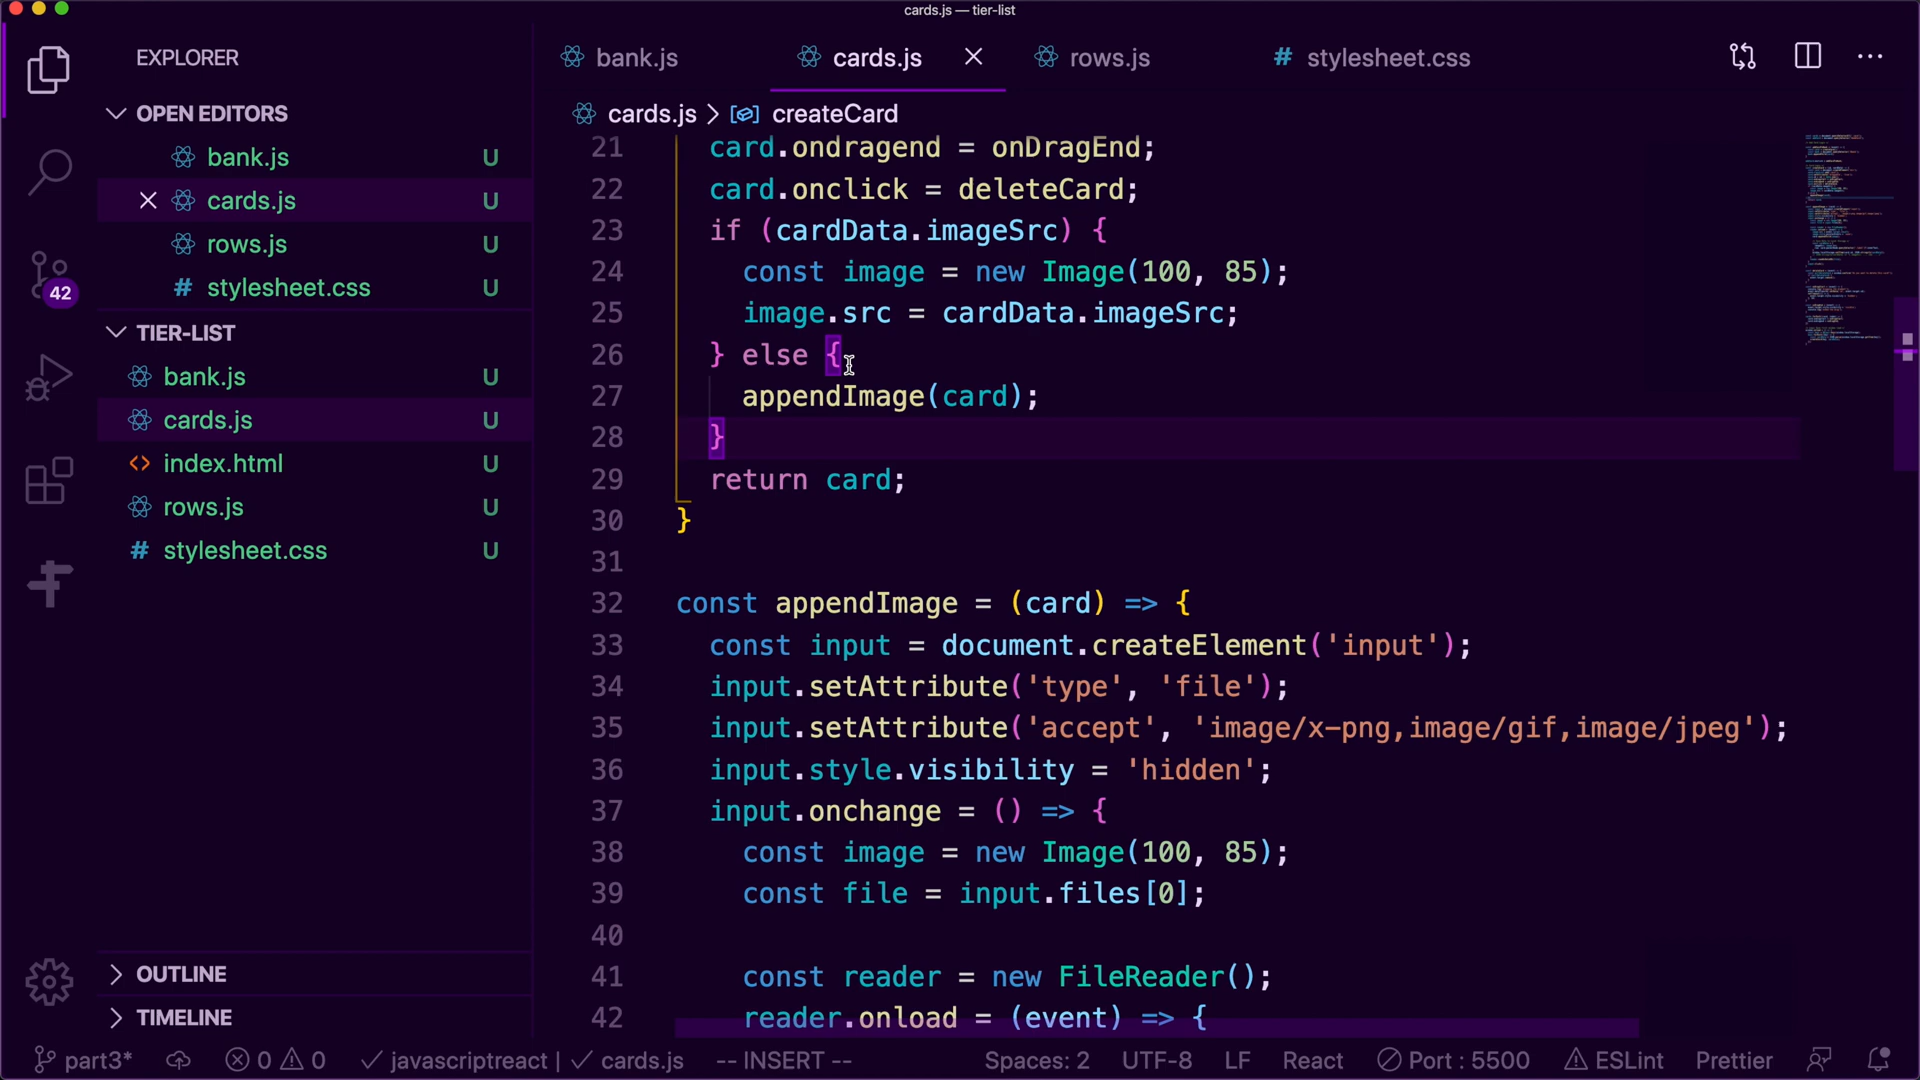 cards.js — tier-list
EXPLORER
OPEN EDITORS
bank.js U
cards.js U
rows.js U
stylesheet.css U
42
TIER-LIST
bank.js U
cards.js U
index.html U
rows.js U
stylesheet.css U
OUTLINE
TIMELINE
bank.js cards.js rows.js stylesheet.css
cards.js > createCard
21 card.ondragend = onDragEnd;
22 card.onclick = deleteCard;
23 if (cardData.imageSrc) {
24 const image = new Image(100, 85);
25 image.src = cardData.imageSrc;
26 } else {
27 appendImage(card);
28 }
29 return card;
30 }
31
32 const appendImage = (card) => {
33 const input = document.createElement('input');
34 input.setAttribute('type', 'file');
35 input.setAttribute('accept', 'image/x-png,image/gif,image/jpeg');
36 input.style.visibility = 'hidden';
37 input.onchange = () => {
38 const image = new Image(100, 85);
39 const file = input.files[0];
40
41 const reader = new FileReader();
42 reader.onload = (event) => {
part3* 0 0 javascriptreact | cards.js -- INSERT -- Spaces: 2 UTF-8 LF React Port : 5500 ESLint Prettier